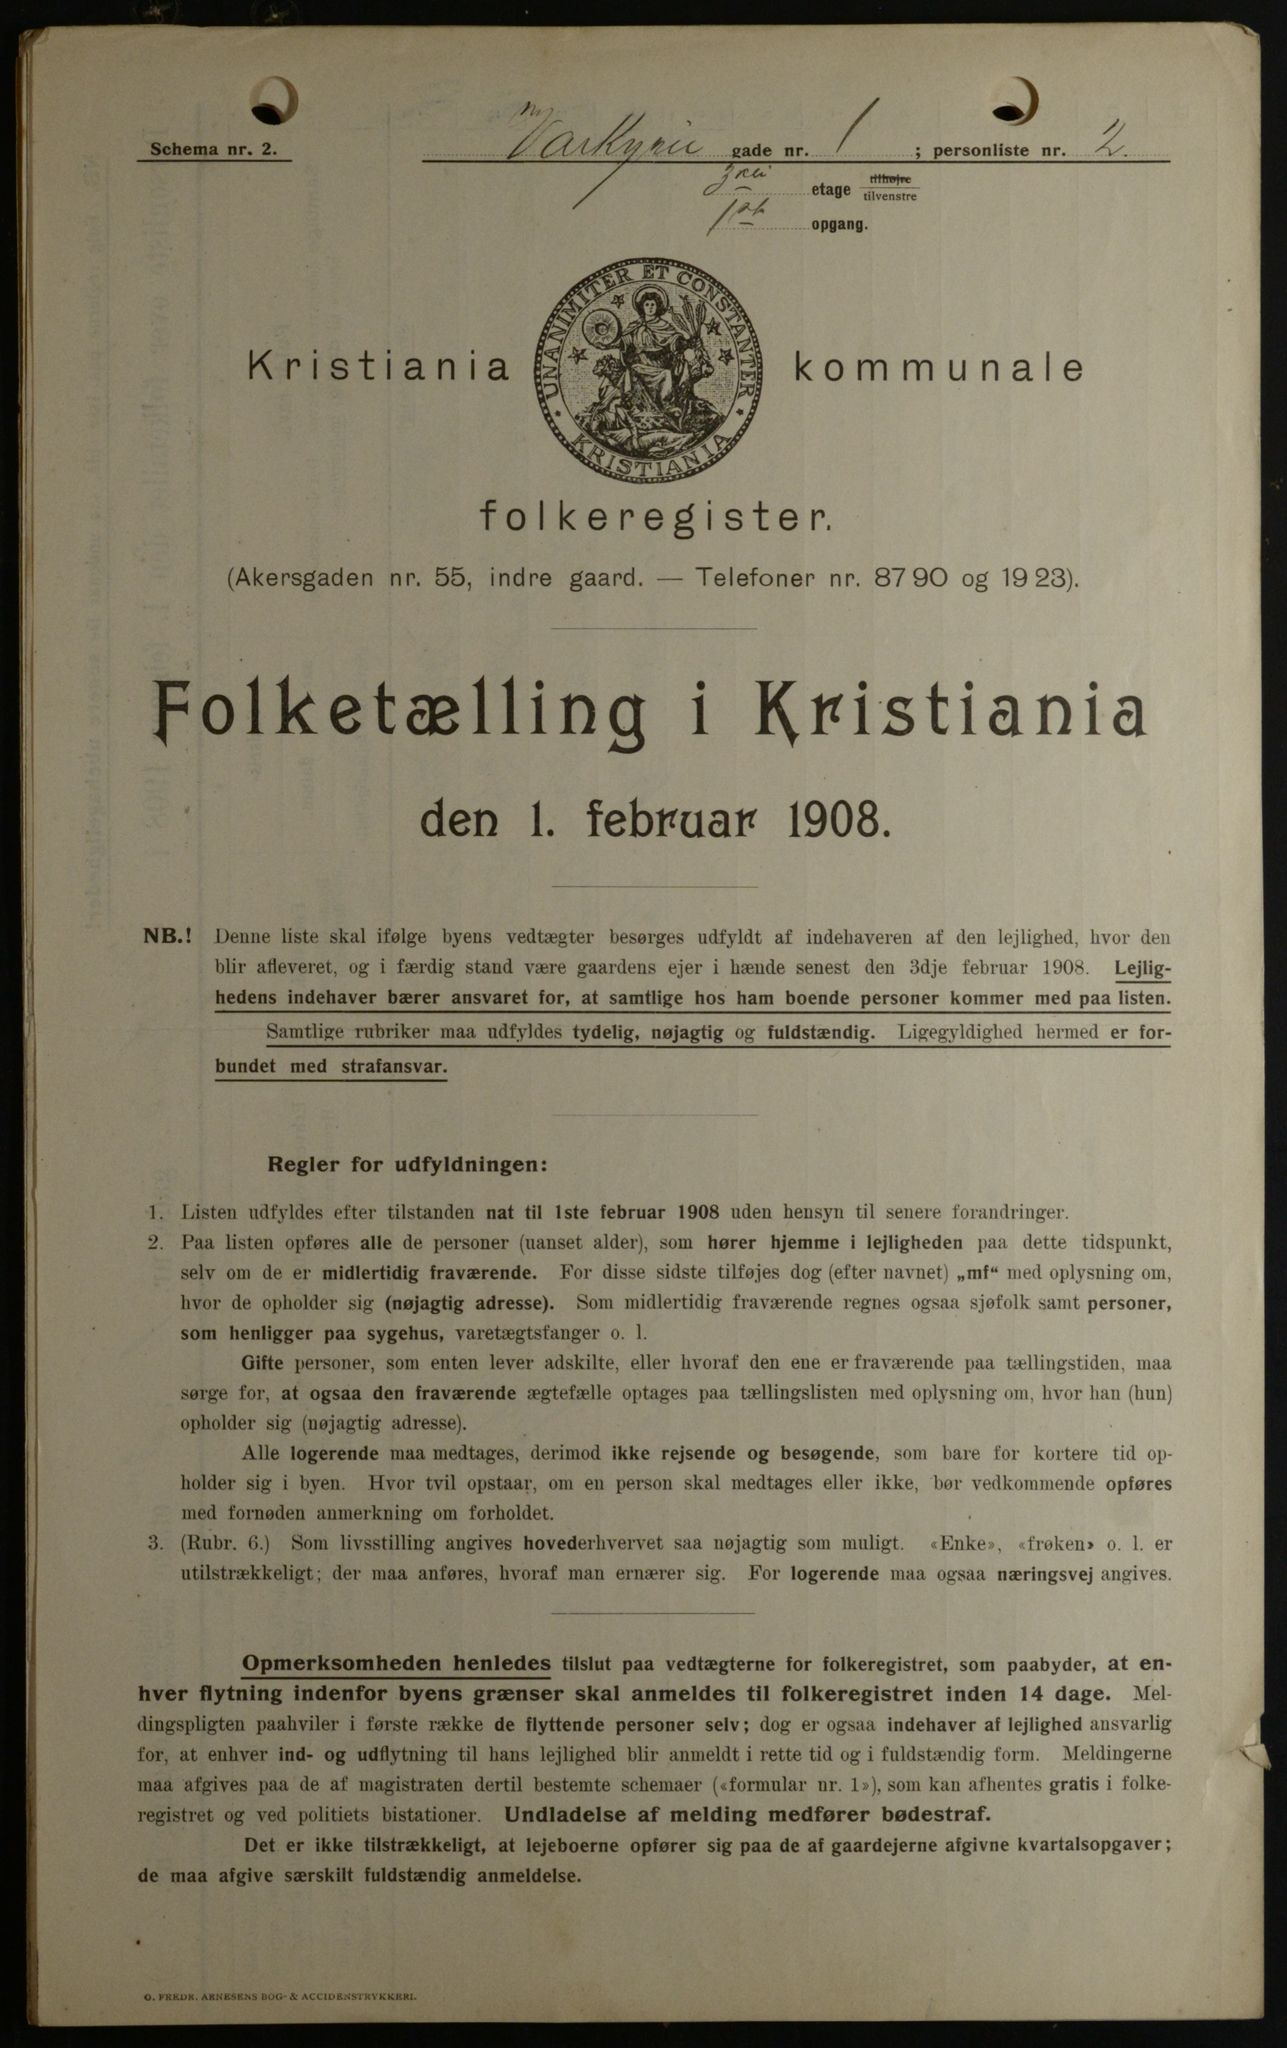 Schema nr. 2.
gade nr. 1 ; personliste nr. 2.
etage tilhøjre
tilvenstre
opgang.
UNANIMITER ET CONSTANTER
KRISTIANIA
Kristiania kommunale
folkeregister.
(Akersgaden nr. 55, indre gaard. — Telefoner nr. 8790 og 1923).
Folketælling i Kristiania
den 1. februar 1908.
NB.! Denne liste skal ifølge byens vedtægter besørges udfyldt af indehaveren af den lejlighed, hvor den
blir afleveret, og i færdig stand være gaardens ejer i hænde senest den 3dje februar 1908. Lejlig-
hedens indehaver bærer ansvaret for, at samtlige hos ham boende personer kommer med paa listen.
Samtlige rubriker maa udfyldes tydelig, nøjagtig og fuldstændig. Ligegyldighed hermed er for-
bundet med strafansvar.
Regler for udfyldningen:
1. Listen udfyldes efter tilstanden nat til 1ste februar 1908 uden hensyn til senere forandringer.
2. Paa listen opføres alle de personer (uanset alder), som hører hjemme i lejligheden paa dette tidspunkt,
selv om de er midlertidig fraværende. For disse sidste tilføjes dog (efter navnet) „mf“ med oplysning om,
hvor de opholder sig (nøjagtig adresse). Som midlertidig fraværende regnes ogsaa sjøfolk samt personer,
som henligger paa sygehus, varetægtsfanger o. l.
Gifte personer, som enten lever adskilte, eller hvoraf den ene er fraværende paa tællingstiden, maa
sørge for, at ogsaa den fraværende ægtefælle optages paa tællingslisten med oplysning om, hvor han (hun)
opholder sig (nøjagtig adresse).
Alle logerende maa medtages, derimod ikke rejsende og besøgende, som bare for kortere tid op-
holder sig i byen. Hvor tvil opstaar, om en person skal medtages eller ikke, bør vedkommende opføres
med fornøden anmerkning om forholdet.
3. (Rubr. 6.) Som livsstilling angives hovederhvervet saa nøjagtig som muligt. «Enke», «frøken» o. l. er
utilstrækkeligt; der maa anføres, hvoraf man ernærer sig. For logerende maa ogsaa næringsvej angives.
Opmerksomheden henledes tilslut paa vedtægterne for folkeregistret, som paabyder, at en-
hver flytning indenfor byens grænser skal anmeldes til folkeregistret inden 14 dage. Mel-
dingspligten paahviler i første række de flyttende personer selv; dog er ogsaa indehaver af lejlighed ansvarlig
for, at enhver ind- og udflytning til hans lejlighed blir anmeldt i rette tid og i fuldstændig form. Meldingerne
maa afgives paa de af magistraten dertil bestemte schemaer («formular nr. 1»), som kan afhentes gratis i folke-
registret og ved politiets bistationer. Undladelse af melding medfører bødestraf.
Det er ikke tilstrækkeligt, at lejeboerne opfører sig paa de af gaardejerne afgivne kvartalsopgaver;
de maa afgive særskilt fuldstændig anmeldelse.
O. FREDR. ARNESENS BOG- & ACCIDENSTRYKKERI.